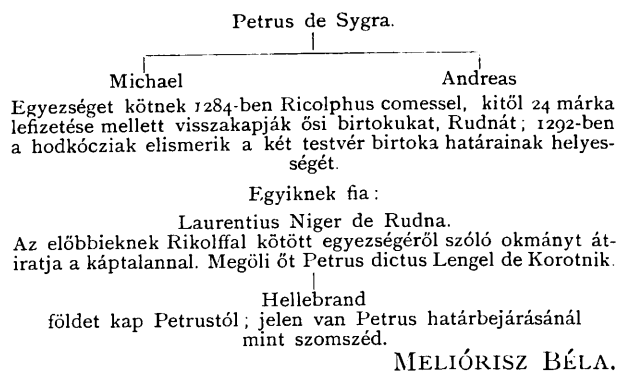 Petrus de Sygra.
Michael Andreas
Egyezséget kötnek 1284-ben Ricolphus comessel, kitől 24 márka
lefizetése mellett visszakapják ősi birtokukat, Rudnát; 1292-ben
a hodkócziak elismerik a két testvér birtoka határainak helyes-
ségét.
Egyiknek fia:
Laurentius Niger de Rudna.
Az előbbieknek Rikolffal kötött egyezségéről szóló okmányt át-
iratja a káptalannal. Megöli őt Petrus dictus Lengel de Korotnik.
Hellebrand
földet kap Petrustól; jelen van Petrus határbejárásánál
mint szomszéd.
MELIÓRISZ BÉLA.